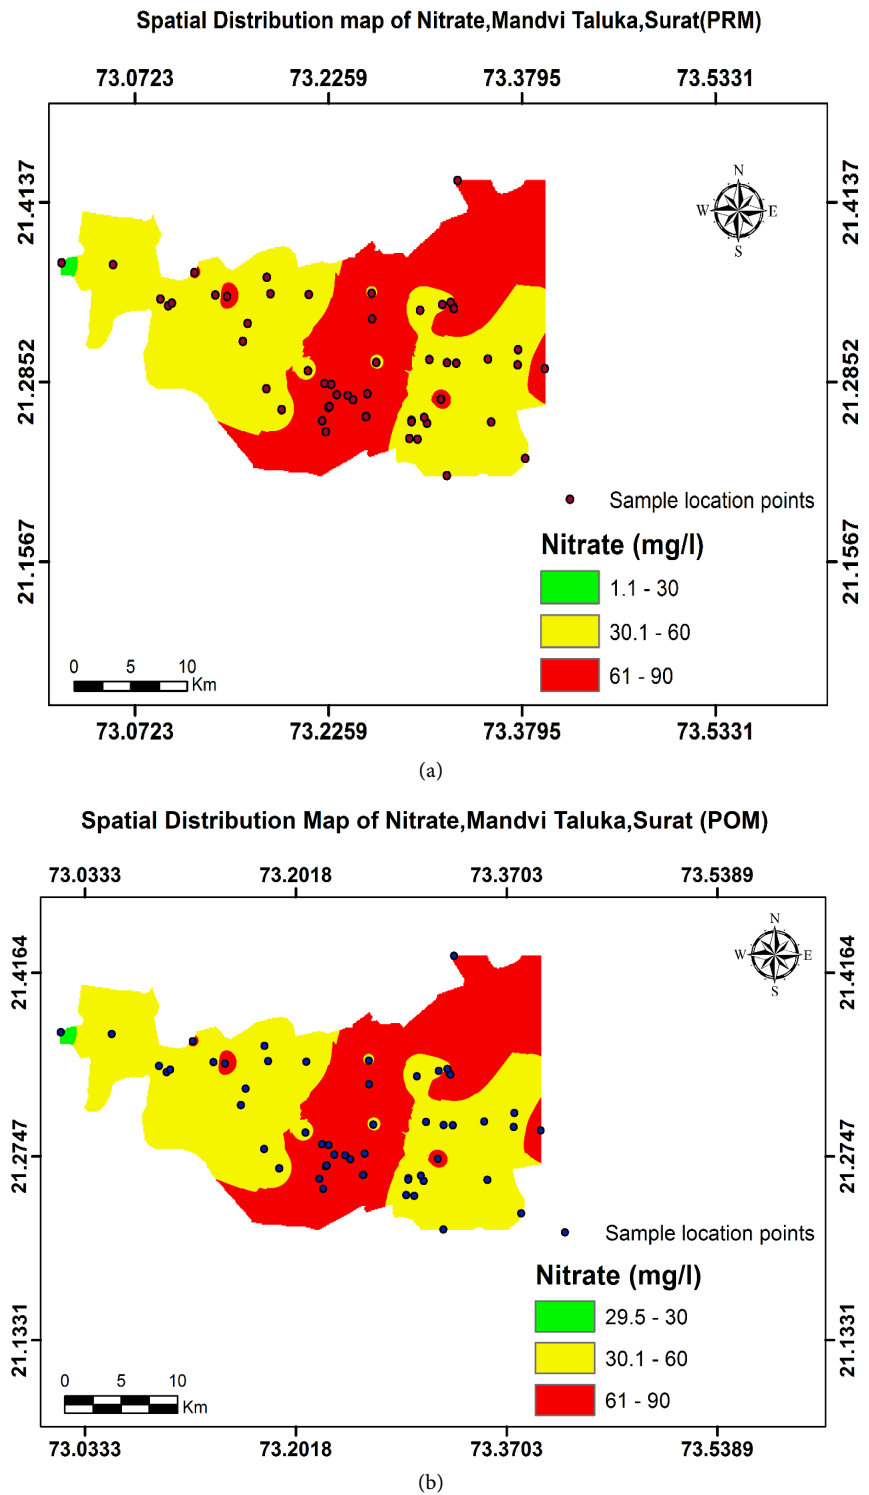 Spatial Distribution map of Nitrate,Mandvi Taluka,Surat(PRM)
73.0723 73.2259 73.3795 73.5331
21.4137 21.4137
N
W E
S
21.2852 21.2852
Sample location points
21.1567 21.1567
Nitrate (mg/l)
1.1 - 30
30.1 - 60
61 - 90
0 5 10
Km
73.0723 73.2259 73.3795 73.5331
(a)
Spatial Distribution Map of Nitrate,Mandvi Taluka,Surat (POM)
73.0333 73.2018 73.3703 73.5389
21.4164 21.4164
N
W E
S
21.2747 21.2747
Sample location points
Nitrate (mg/l)
29.5 - 30
21.1331 21.1331
30.1 - 60
61 - 90
0 5 10
Km
73.0333 73.2018 73.3703 73.5389
(b)